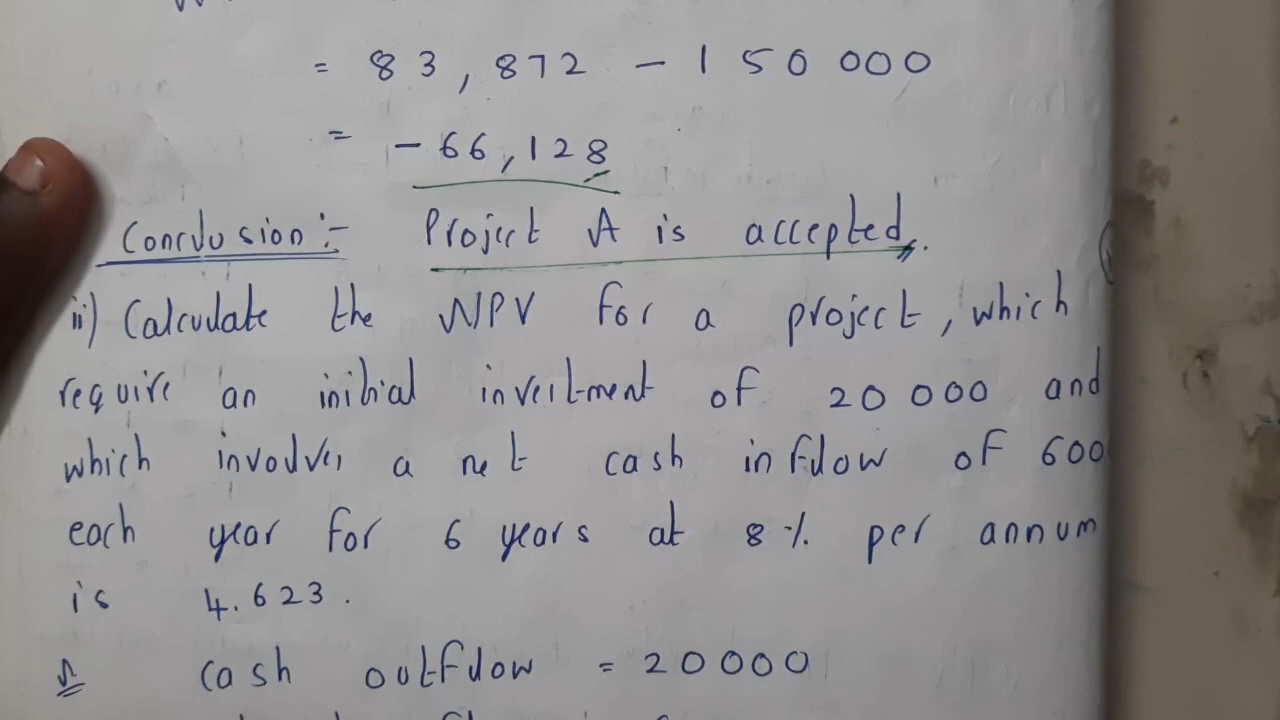 = 83,872 - 150 000
= - 66,128
Conclusion :- Project A is accepted.
ii) Calculate the NPV for a project, which
require an initial investment of 20 000 and
which involves a net cash inflow of 600
each year for 6 years at 8% per annum
is 4.623.
cash outflow = 20000